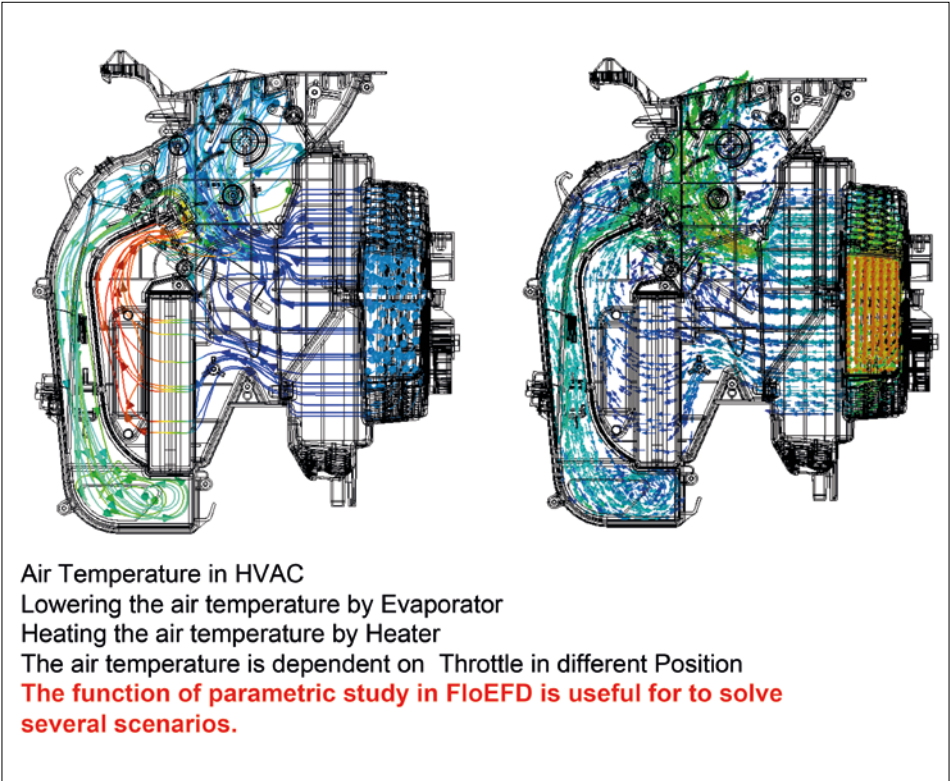 Air Temperature in HVAC
Lowering the air temperature by Evaporator
Heating the air temperature by Heater
The air temperature is dependent on Throttle in different Position
The function of parametric study in FloEFD is useful for to solve
several scenarios.